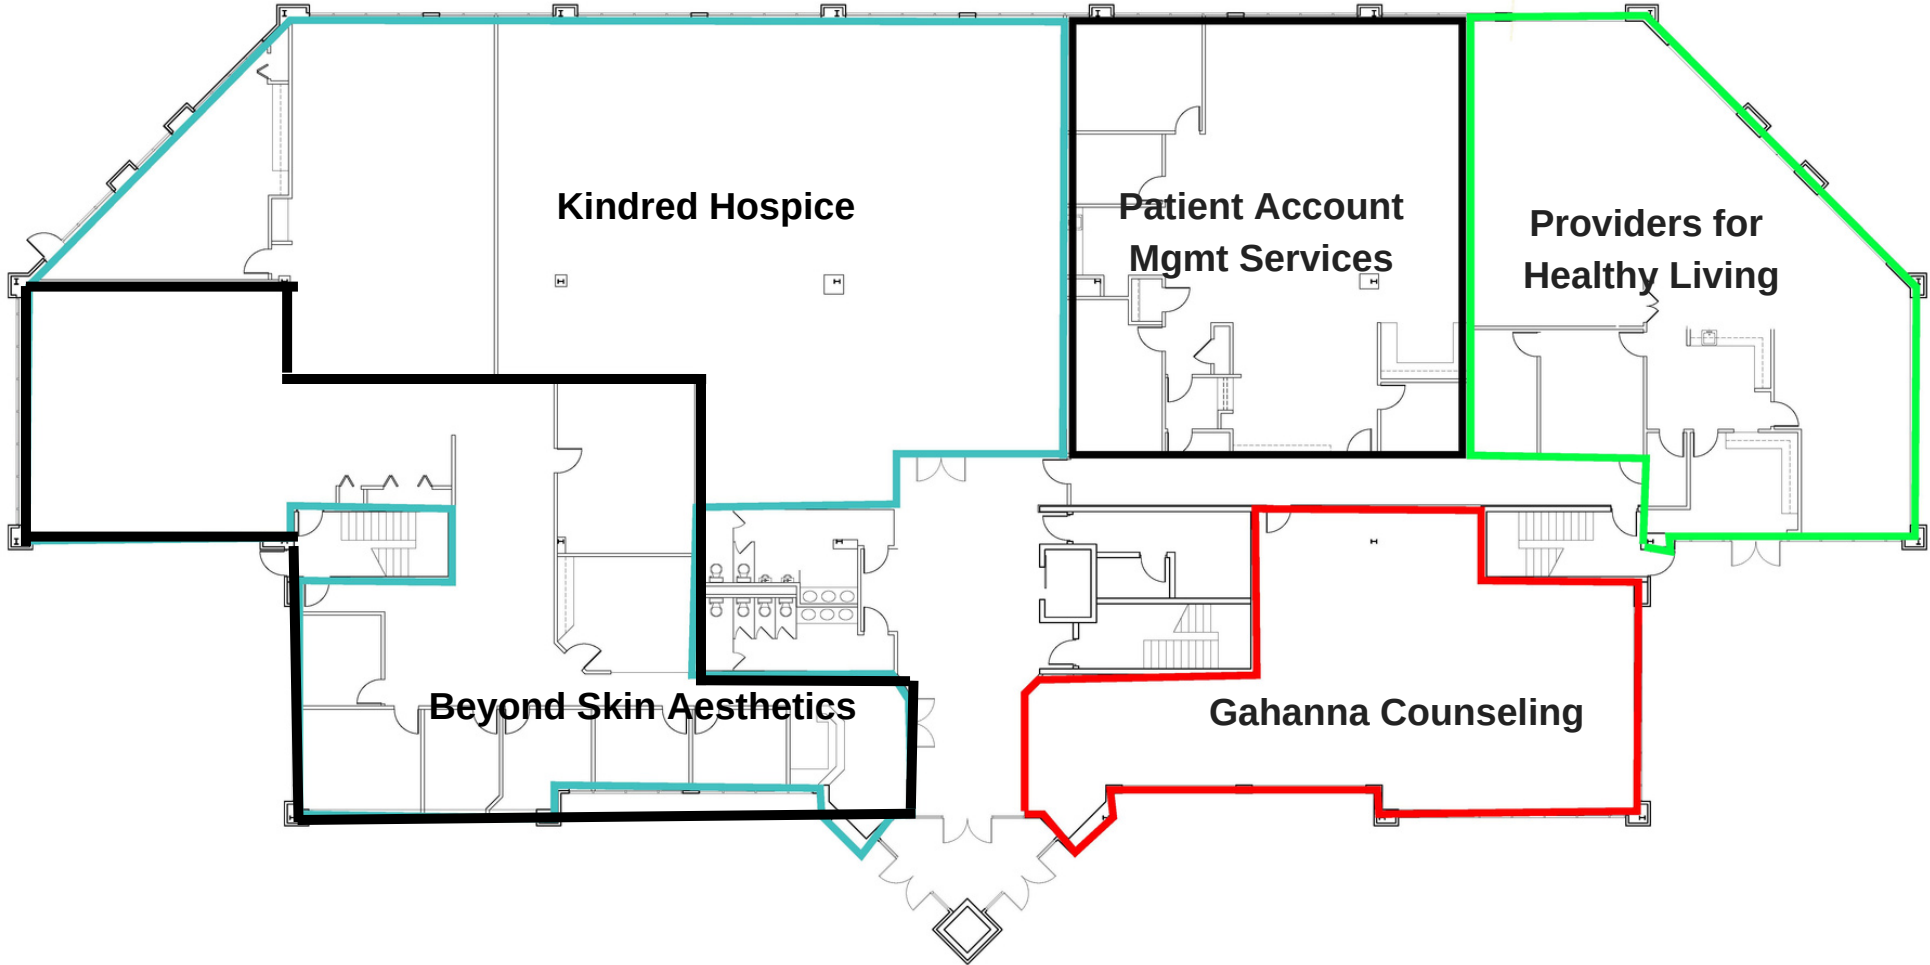 Kindred Hospice
Patient Account
Mgmt Services
Providers for
Healthy Living
Beyond Skin Aesthetics
Gahanna Counseling